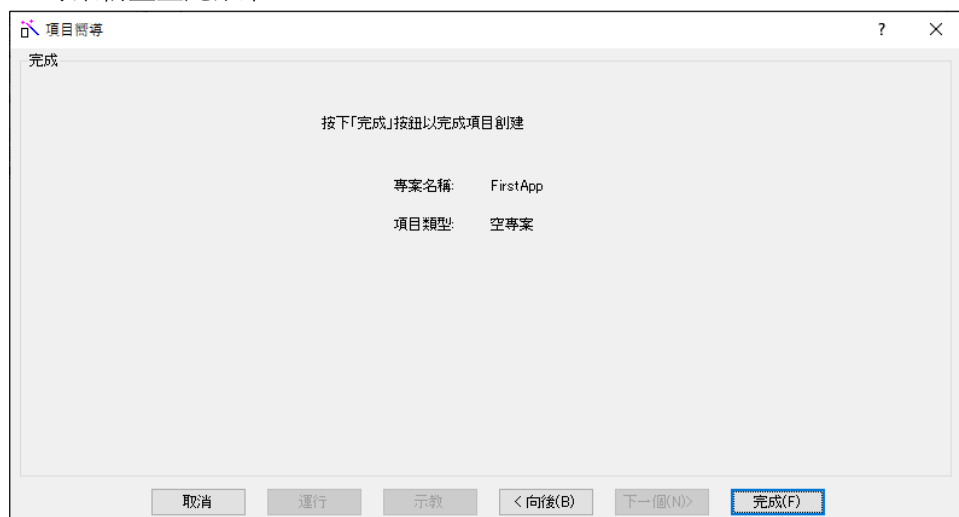 項目嚮導 ?
完成
按下「完成」按鈕以完成項目創建
專案名稱: FirstApp
項目類型: 空專案
取消 運行 示教 <向後(B) 下一個(N)> 完成(F)